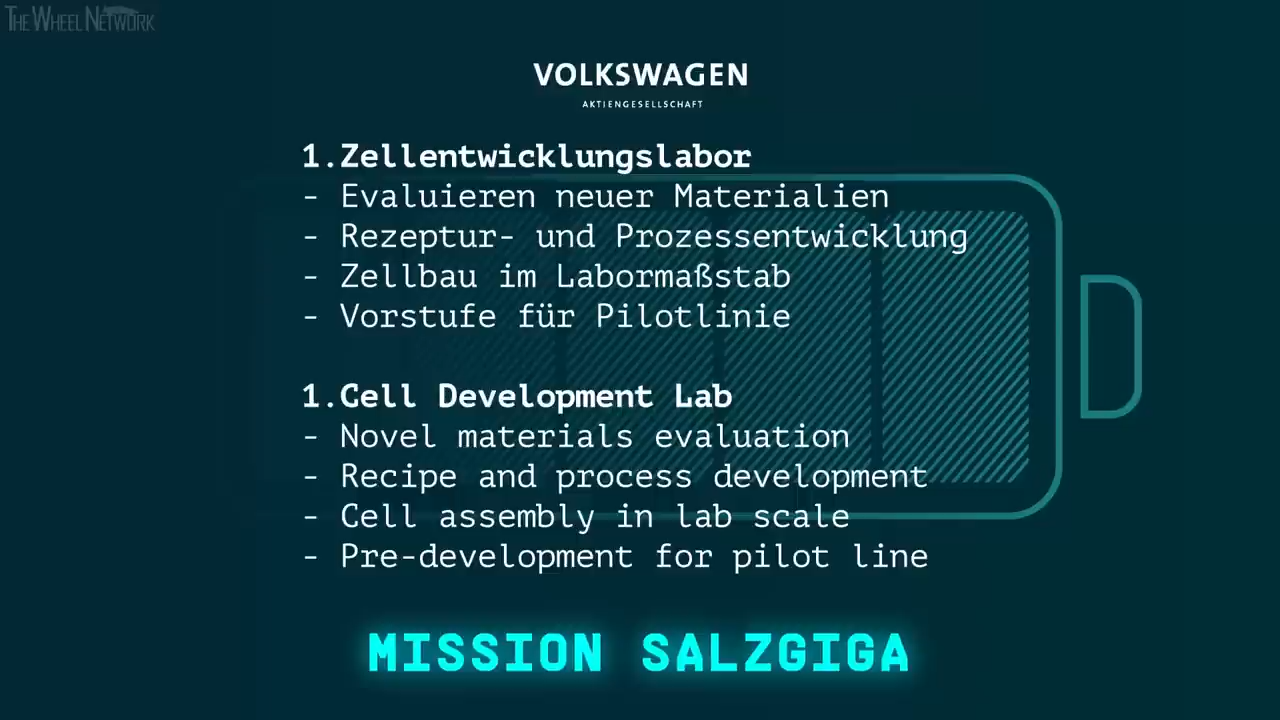 THE WHEEL NETWORK
VOLKSWAGEN
AKTIENGESELLSCHAFT
1.Zellentwicklungslabor
- Evaluieren neuer Materialien
- Rezeptur- und Prozessentwicklung
- Zellbau im Labormaßstab
- Vorstufe für Pilotlinie
1.Cell Development Lab
- Novel materials evaluation
- Recipe and process development
- Cell assembly in lab scale
- Pre-development for pilot line
MISSION SALZGIGA